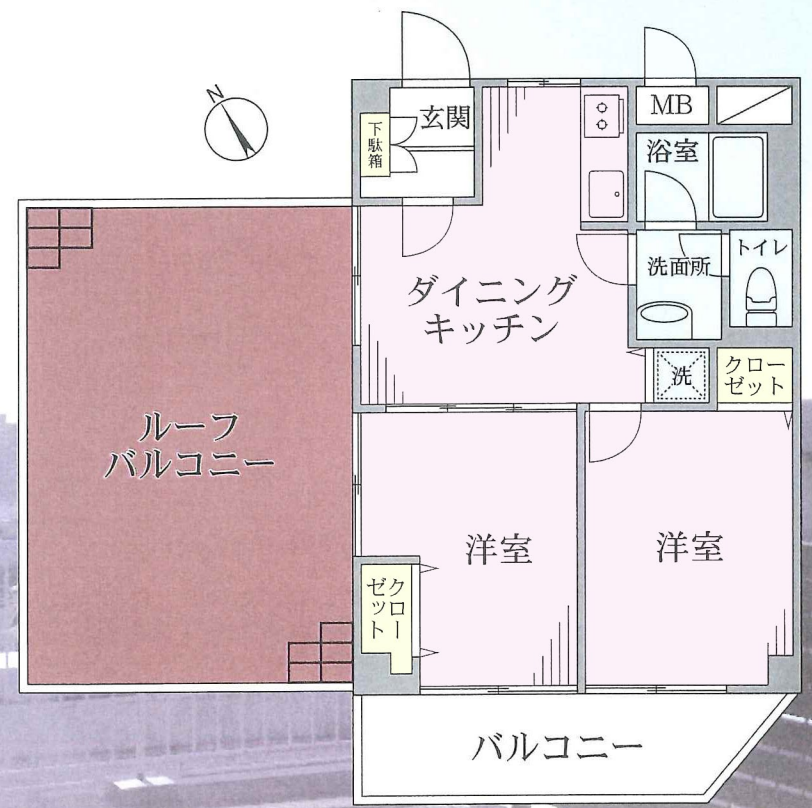 N
下駄箱
玄関
MB
浴室
洗面所
トイレ
ダイニング
キッチン
洗
クロー
ゼット
ルーフ
バルコニー
洋室
洋室
クロー
ゼット
バルコニー